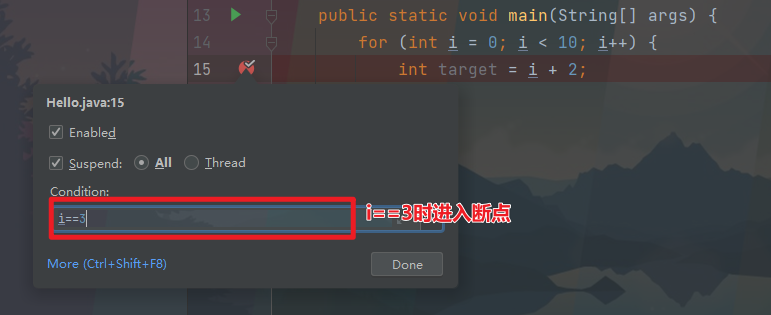 13 public static void main(String[] args) {
14 for (int i = 0; i < 10; i++) {
15 int target = i + 2;
Hello.java:15
Enabled
Suspend: All Thread
Condition:
i==3 i==3时进入断点
More (Ctrl+Shift+F8) Done